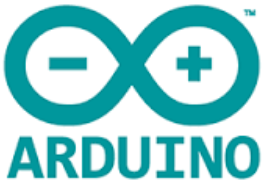 ™
- +
ARDUINO